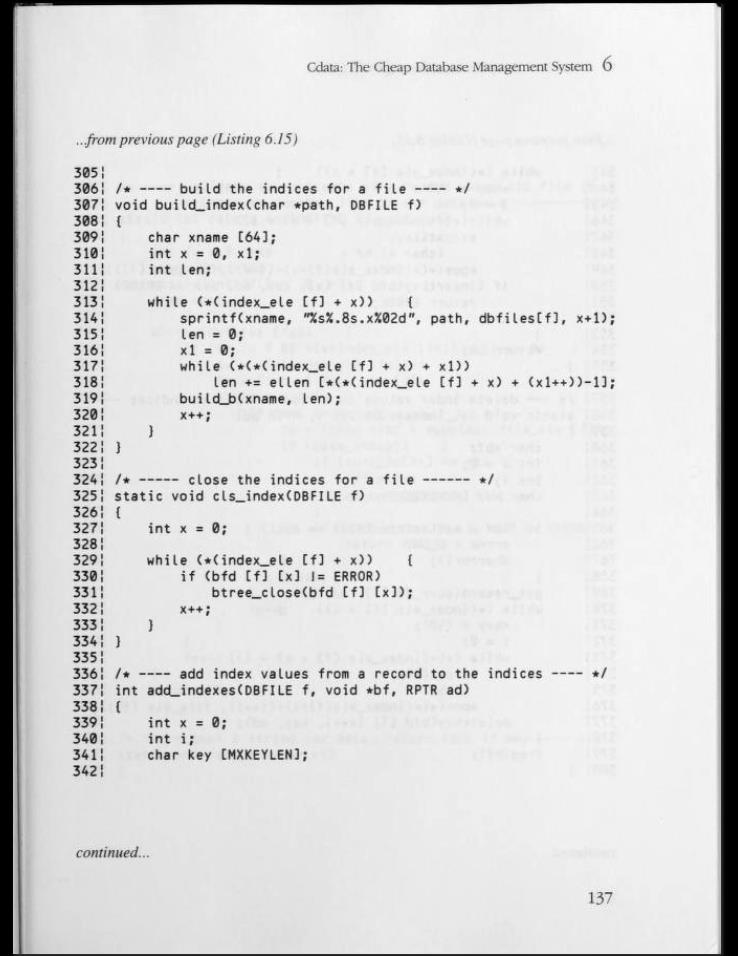 Cdata: The Cheap Database Management System 6
...from previous page (Listing 6.15)
305¦
306¦ /* ---- build the indices for a file ---- */
307¦ void build_index(char *path, DBFILE f)
308¦ {
309¦     char xname [64];
310¦     int x = 0, x1;
311¦     int len;
312¦
313¦     while (*(index_ele [f] + x))   {
314¦         sprintf(xname, "%s%.8s.x%02d", path, dbfiles[f], x+1);
315¦         len = 0;
316¦         x1 = 0;
317¦         while (*(*(index_ele [f] + x) + x1))
318¦             len += ellen [*(*(index_ele [f] + x) + (x1++))-1];
319¦         build_b(xname, len);
320¦         x++;
321¦     }
322¦ }
323¦
324¦ /* ----- close the indices for a file ------ */
325¦ static void cls_index(DBFILE f)
326¦ {
327¦     int x = 0;
328¦
329¦     while (*(index_ele [f] + x))    {
330¦         if (bfd [f] [x] != ERROR)
331¦             btree_close(bfd [f] [x]);
332¦         x++;
333¦     }
334¦ }
335¦
336¦ /* ---- add index values from a record to the indices ---- */
337¦ int add_indexes(DBFILE f, void *bf, RPTR ad)
338¦ {
339¦     int x = 0;
340¦     int i;
341¦     char key [MXKEYLEN];
342¦
continued...
137